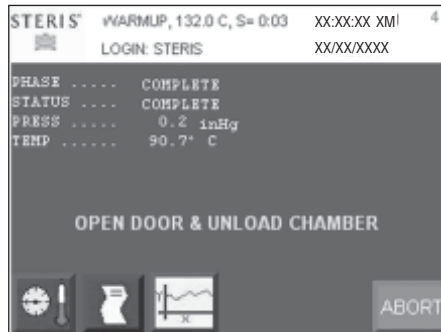 STERIS® WARMUP, 132.0 C, S= 0:03 XX:XX:XX XM 4
LOGIN: STERIS XX/XX/XXXX
PHASE ..... COMPLETE
STATUS .... COMPLETE
PRESS ..... 0.2 inHg
TEMP ...... 90.7° C
OPEN DOOR & UNLOAD CHAMBER
X
ABORT